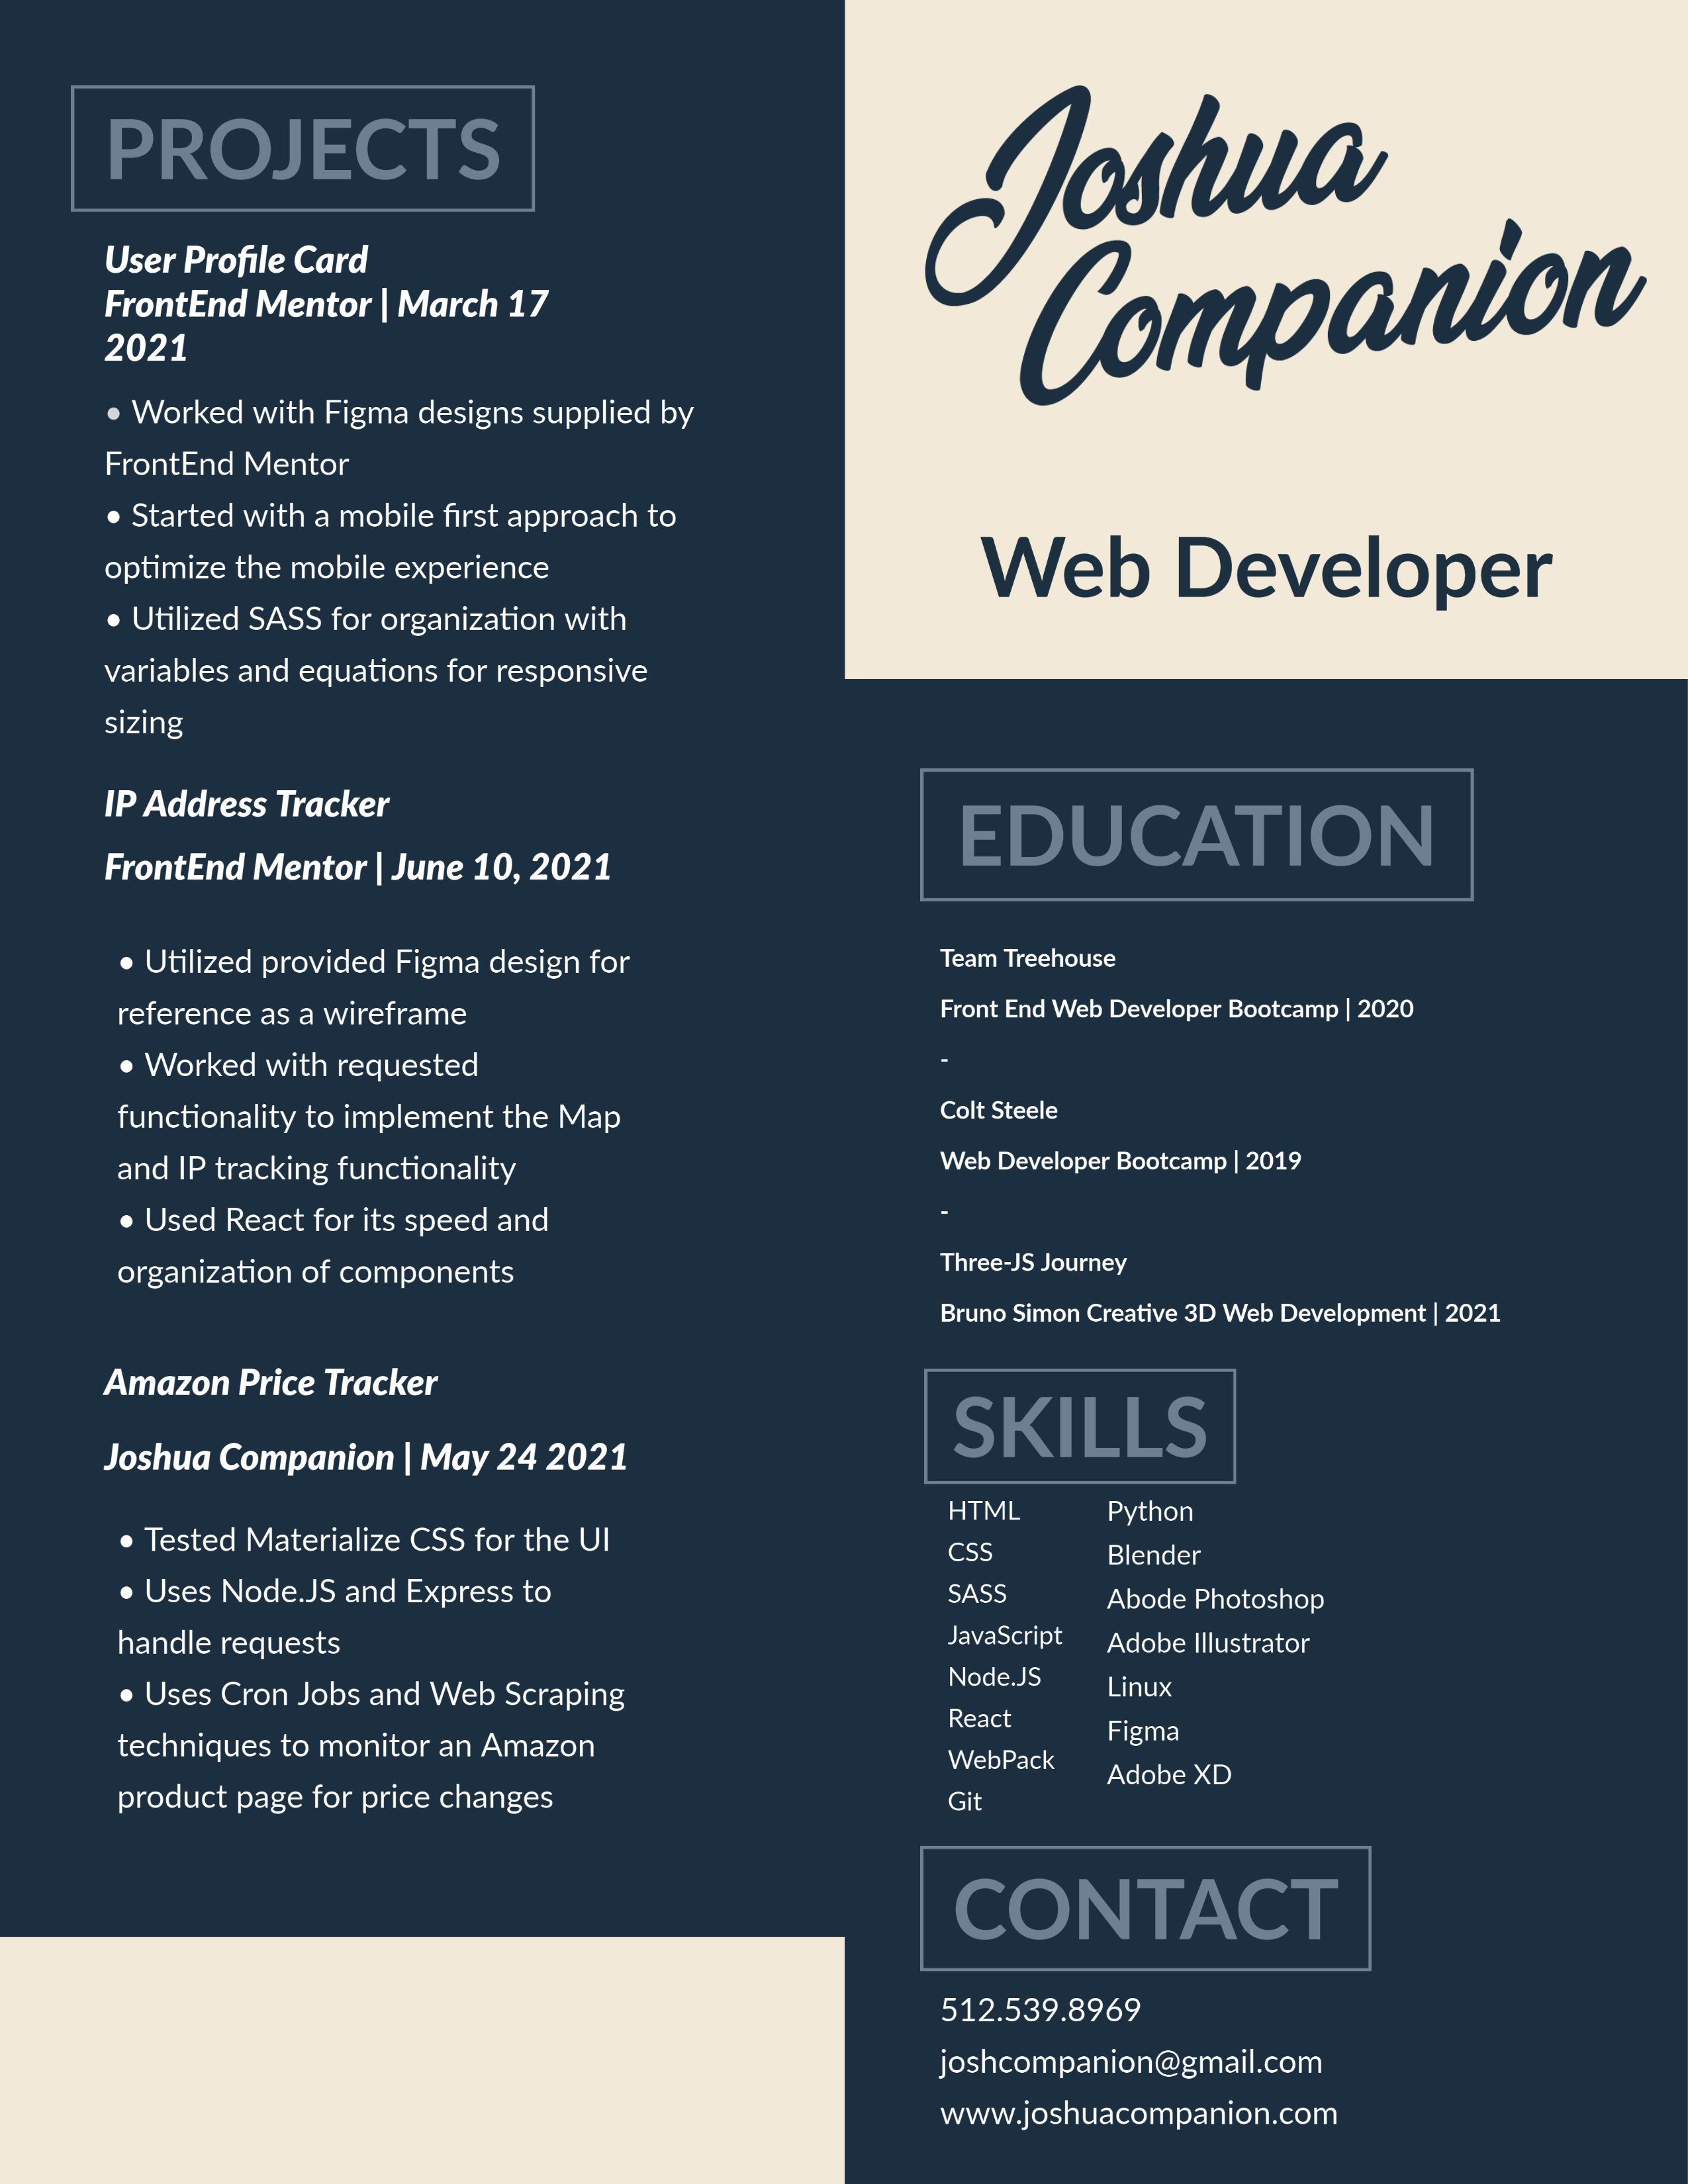 PROJECTS
User Profile Card
FrontEnd Mentor | March 17
2021
• Worked with Figma designs supplied by
FrontEnd Mentor
• Started with a mobile first approach to
optimize the mobile experience
• Utilized SASS for organization with
variables and equations for responsive
sizing
IP Address Tracker
FrontEnd Mentor | June 10, 2021
• Utilized provided Figma design for
reference as a wireframe
• Worked with requested
functionality to implement the Map
and IP tracking functionality
• Used React for its speed and
organization of components
Amazon Price Tracker
Joshua Companion | May 24 2021
• Tested Materialize CSS for the UI
• Uses Node.JS and Express to
handle requests
• Uses Cron Jobs and Web Scraping
techniques to monitor an Amazon
product page for price changes
Joshua
Companion
Web Developer
EDUCATION
Team Treehouse
Front End Web Developer Bootcamp | 2020
-
Colt Steele
Web Developer Bootcamp | 2019
-
Three-JS Journey
Bruno Simon Creative 3D Web Development | 2021
SKILLS
HTML
CSS
SASS
JavaScript
Node.JS
React
WebPack
Git
Python
Blender
Abode Photoshop
Adobe Illustrator
Linux
Figma
Adobe XD
CONTACT
512.539.8969
joshcompanion@gmail.com
www.joshuacompanion.com